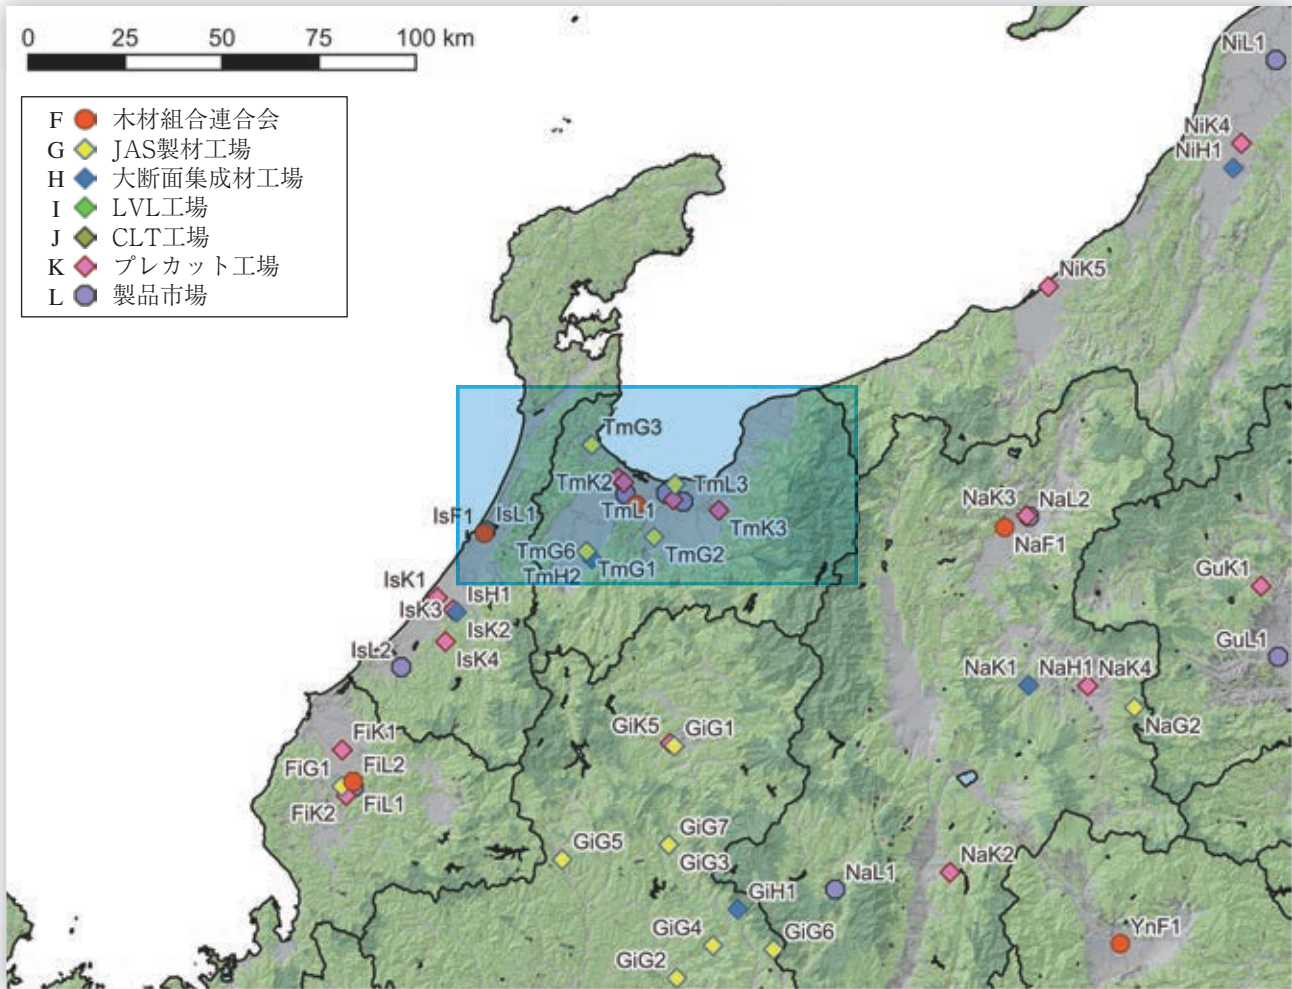 0 25 50 75 100 km
F 木材組合連合会
G JAS製材工場
H 大断面集成材工場
I LVL工場
J CLT工場
K プレカット工場
L 製品市場
NiL1
NiK4
NiH1
NiK5
TmG3
TmK2
TmL3
TmL1
TmK3
IsF1
IsL1
TmG6
TmG1
TmG2
TmH2
NaK3
NaL2
NaF1
GuK1
IsK1
IsH1
IsK3
IsK2
IsK4
IsL2
GuL1
NaK1
NaH1
NaK4
NaG2
FiK1
GiK5
GiG1
FiG1
FiL2
FiK2
FiL1
GiG5
GiG7
GiG3
NaL1
NaK2
GiH1
GiG4
GiG6
YnF1
GiG2